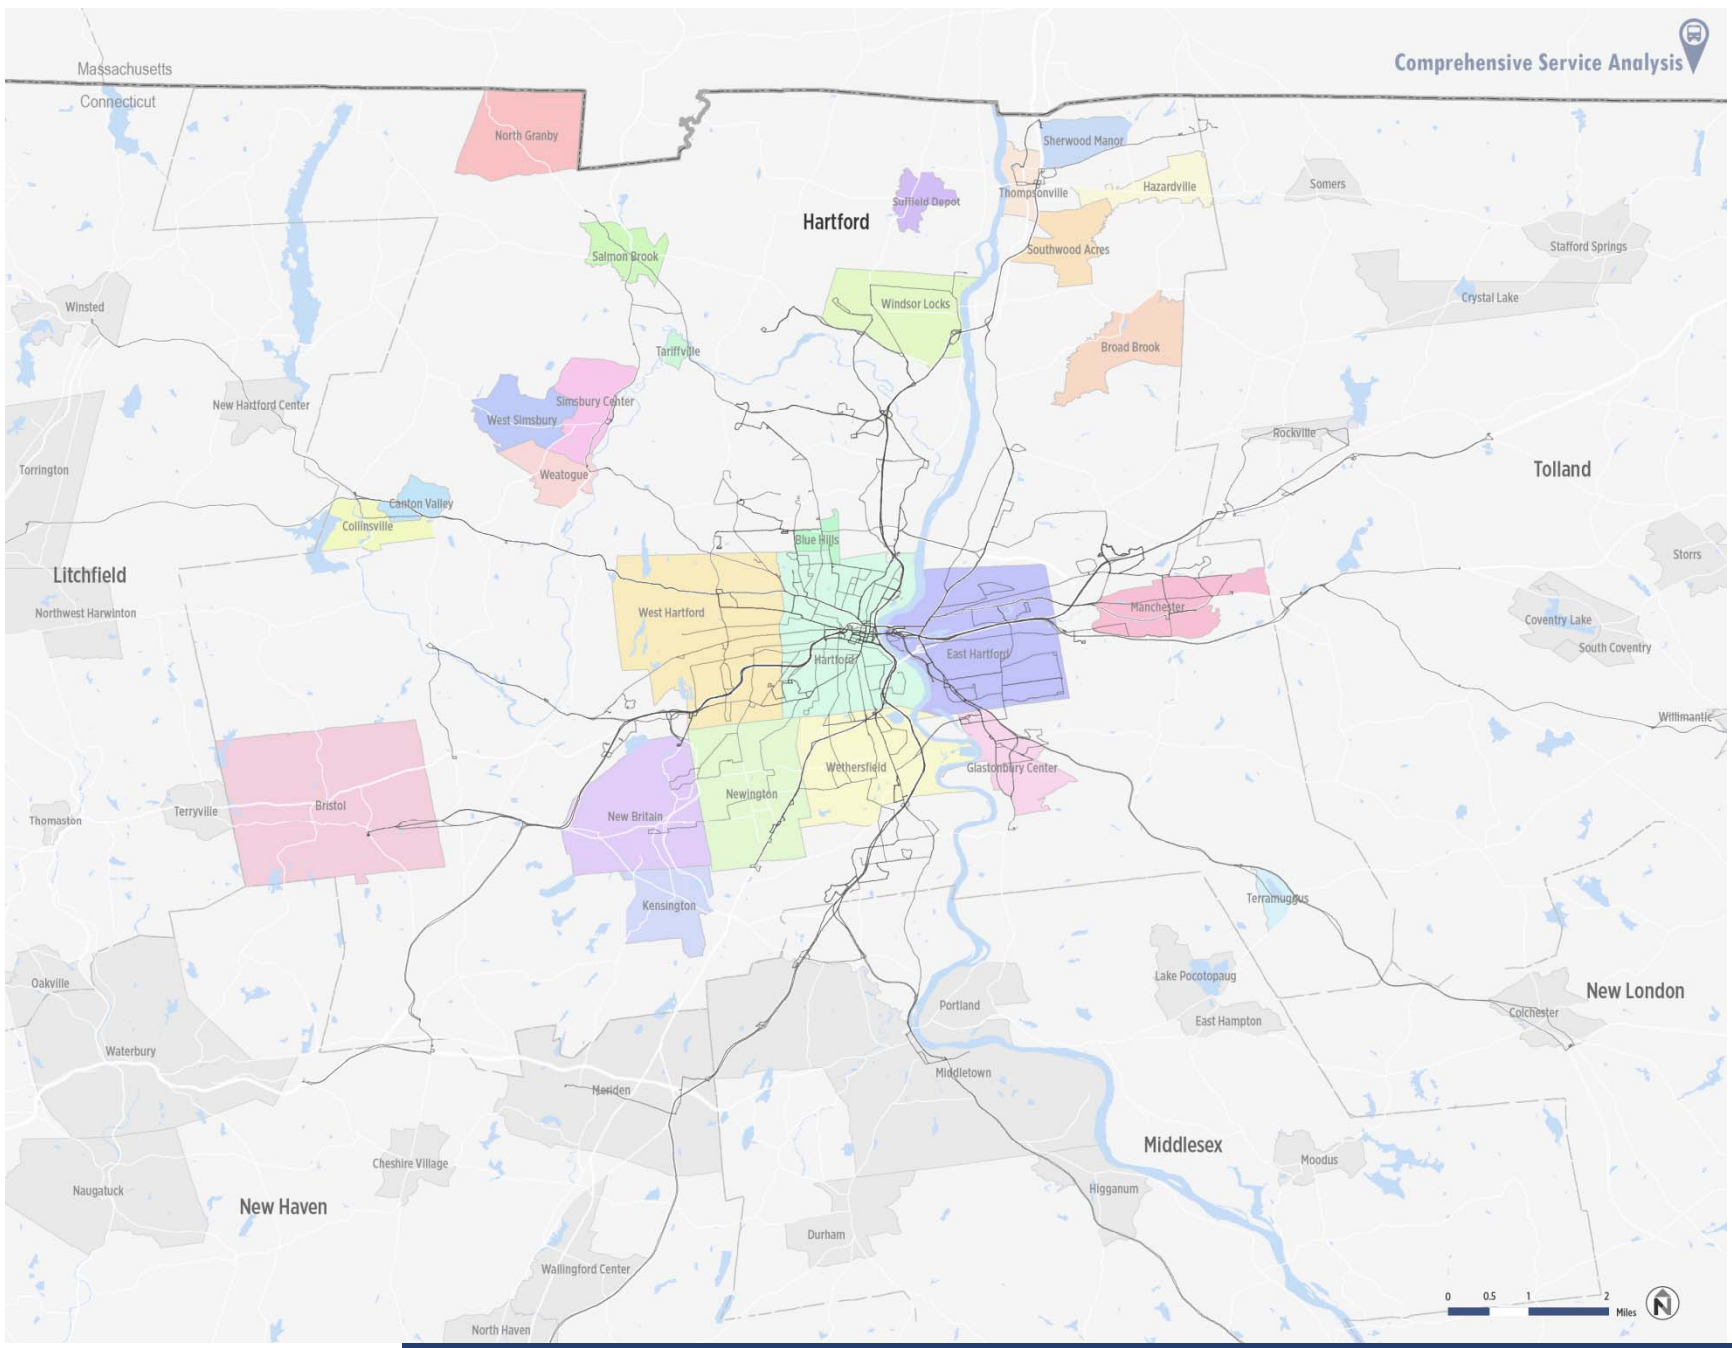 Massachusetts
Comprehensive Service Analysis
Connecticut
North Granby
Sherwood Manor
Thompsonville
Hazardville
Somers
Suffield Depot
Hartford
Southwood Acres
Stafford Springs
Salmon Brook
Crystal Lake
Winsted
Windsor Locks
Tariffville
Broad Brook
New Hartford Center
Simsbury Center
West Simsbury
Rockville
Torrington
Weatogue
Tolland
Canton Valley
Collinsville
Blue Hills
Storrs
Litchfield
Northwest Harwinton
West Hartford
Manchester
Coventry Lake
South Coventry
Hartford
East Hartford
Willimantic
Wethersfield
Glastonbury Center
Newington
Bristol
Terryville
Thomaston
New Britain
Kensington
Terramuggus
Oakville
Lake Pocotopaug
New London
Portland
Colchester
East Hampton
Waterbury
Middletown
Meriden
Middlesex
Cheshire Village
Moodus
Naugatuck
Higganum
New Haven
Durham
Wallingford Center
0 0.5 1 2
Miles
N
North Haven